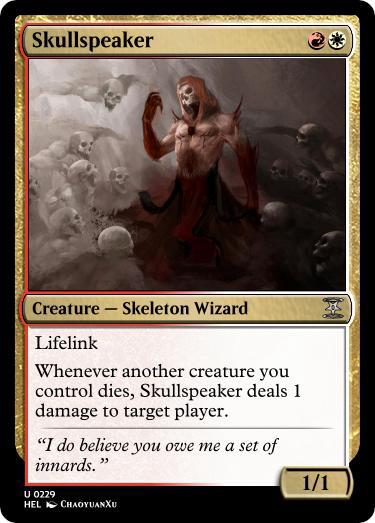 Skullspeaker
Creature — Skeleton Wizard
Lifelink
Whenever another creature you
control dies, Skullspeaker deals 1
damage to target player.
“I do believe you owe me a set of
innards.”
1/1
U 0229
HEL ChaoyuanXu